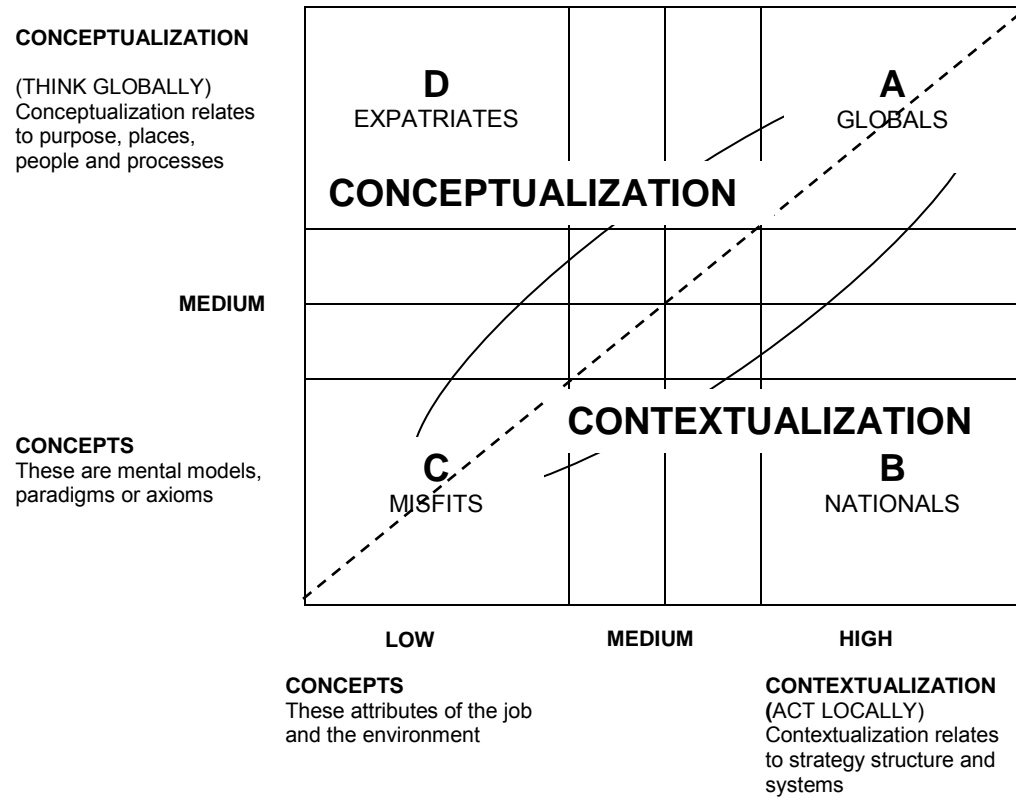 CONCEPTUALIZATION
(THINK GLOBALLY)
Conceptualization relates
to purpose, places,
people and processes
D
EXPATRIATES
A
GLOBALS
CONCEPTUALIZATION
MEDIUM
CONTEXTUALIZATION
CONCEPTS
These are mental models,
paradigms or axioms
C
MISFITS
B
NATIONALS
LOW
MEDIUM
HIGH
CONCEPTS
These attributes of the job
and the environment
CONTEXTUALIZATION
(ACT LOCALLY)
Contextualization relates
to strategy structure and
systems